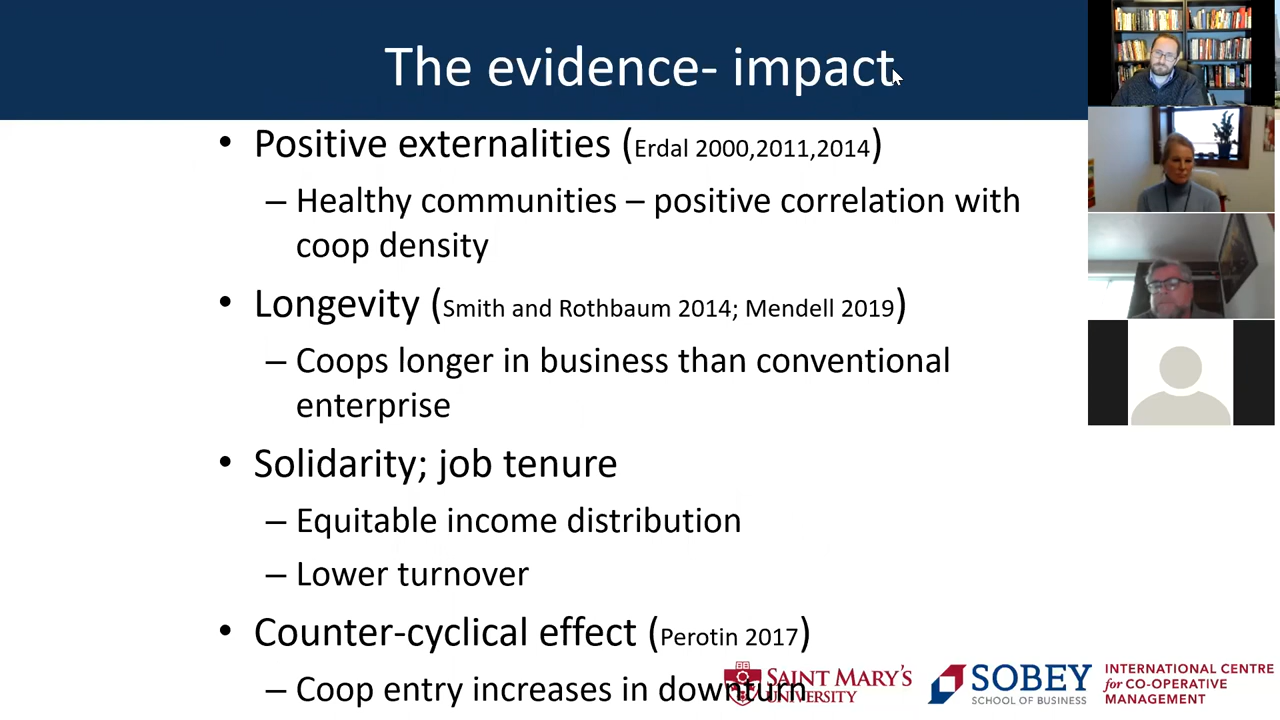 The evidence- impact
• Positive externalities (Erdal 2000,2011,2014)
– Healthy communities – positive correlation with
coop density
• Longevity (Smith and Rothbaum 2014; Mendell 2019)
– Coops longer in business than conventional
enterprise
• Solidarity; job tenure
– Equitable income distribution
– Lower turnover
• Counter-cyclical effect (Perotin 2017)
– Coop entry increases in downturn
SAINT MARY'S
UNIVERSITY
SOBEY
SCHOOL OF BUSINESS
INTERNATIONAL CENTRE
for CO-OPERATIVE
MANAGEMENT